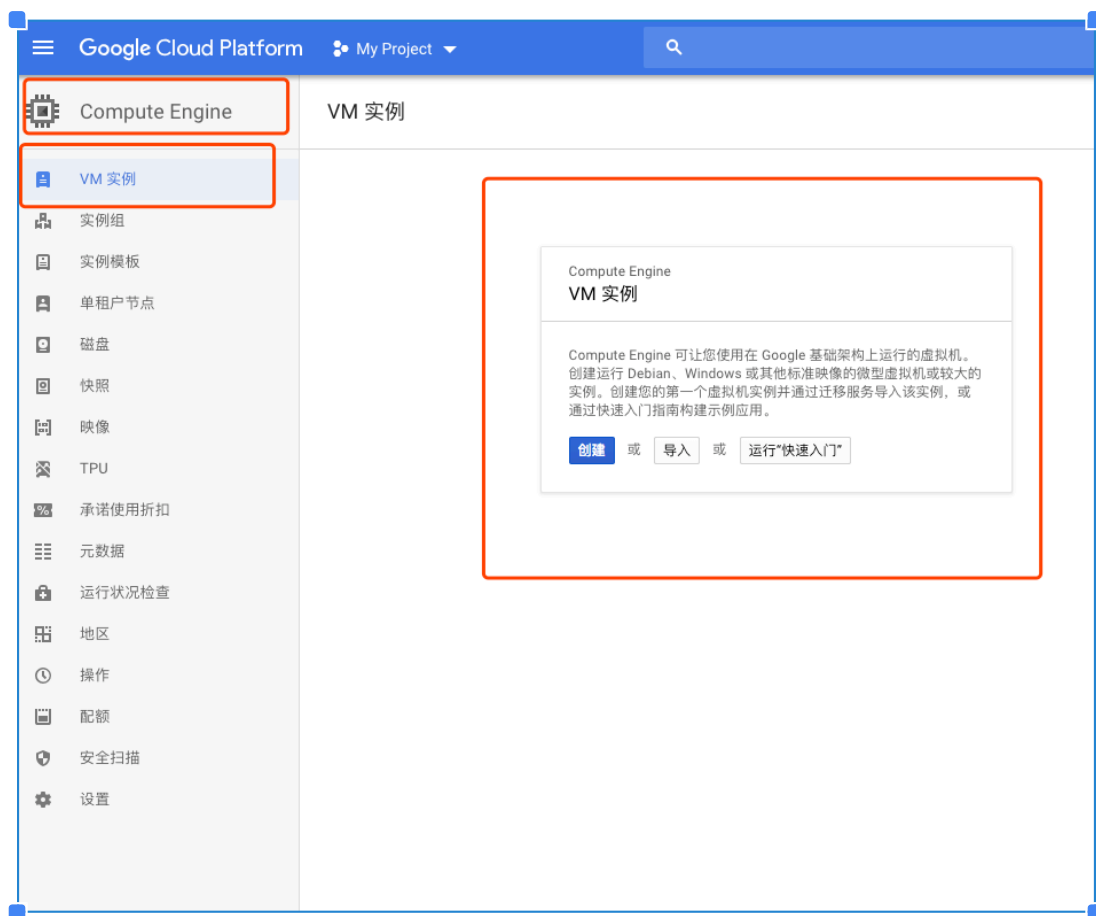 Google Cloud Platform My Project
Compute Engine
VM 实例
VM 实例
实例组
实例模板
单租户节点
磁盘
快照
映像
TPU
承诺使用折扣
元数据
运行状况检查
地区
操作
配额
安全扫描
设置
Compute Engine
VM 实例
Compute Engine 可让您使用在 Google 基础架构上运行的虚拟机。
创建运行 Debian、Windows 或其他标准映像的微型虚拟机或较大的
实例。创建您的第一个虚拟机实例并通过迁移服务导入该实例，或
通过快速入门指南构建示例应用。
创建 或 导入 或 运行“快速入门”